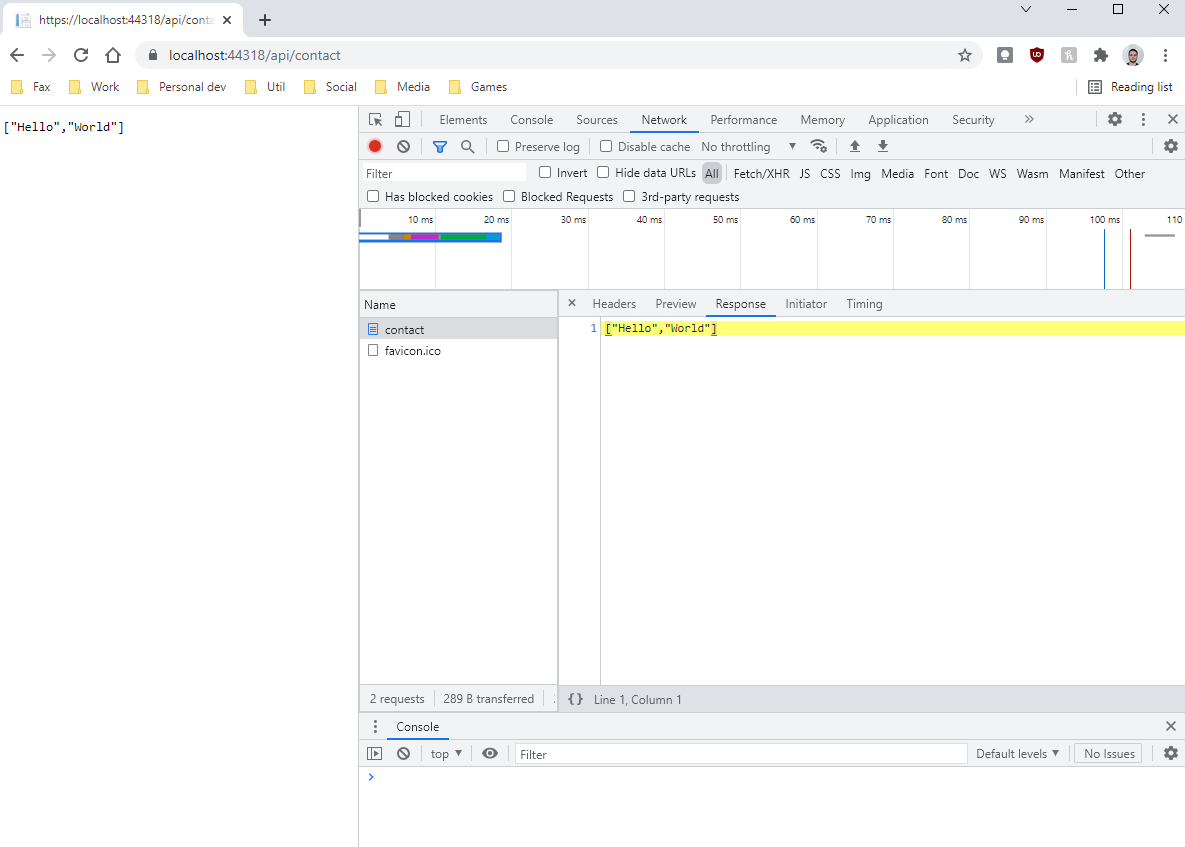 https://localhost:44318/api/conta
localhost:44318/api/contact
Fax Work Personal dev Util Social Media Games Reading list
["Hello","World"]
Elements Console Sources Network Performance Memory Application Security
Preserve log Disable cache No throttling
Filter Invert Hide data URLs All Fetch/XHR JS CSS Img Media Font Doc WS Wasm Manifest Other
Has blocked cookies Blocked Requests 3rd-party requests
10 ms 20 ms 30 ms 40 ms 50 ms 60 ms 70 ms 80 ms 90 ms 100 ms 110
Name Headers Preview Response Initiator Timing
contact
favicon.ico
1 ["Hello","World"]
2 requests 289 B transferred {} Line 1, Column 1
Console
top Filter Default levels No Issues